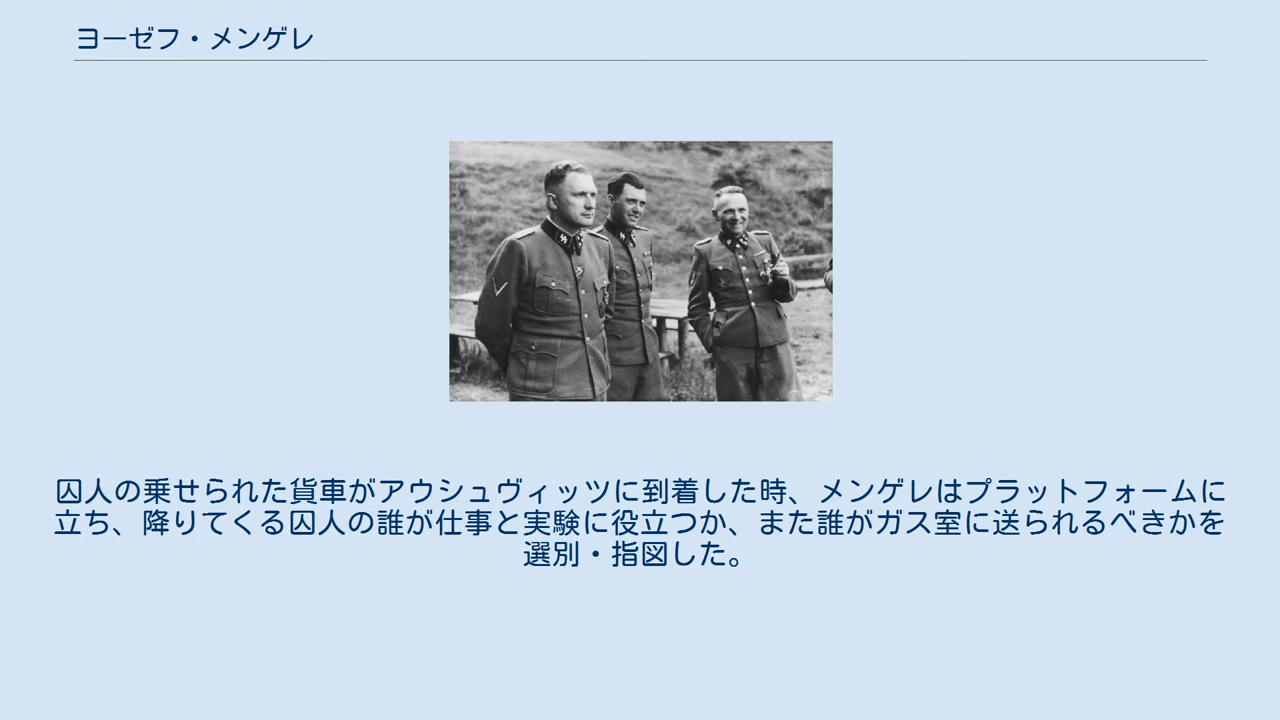 ヨーゼフ・メンゲレ
囚人の乗せられた貨車がアウシュヴィッツに到着した時、メンゲレはプラットフォームに
立ち、降りてくる囚人の誰が仕事と実験に役立つか、また誰がガス室に送られるべきかを
選別・指図した。